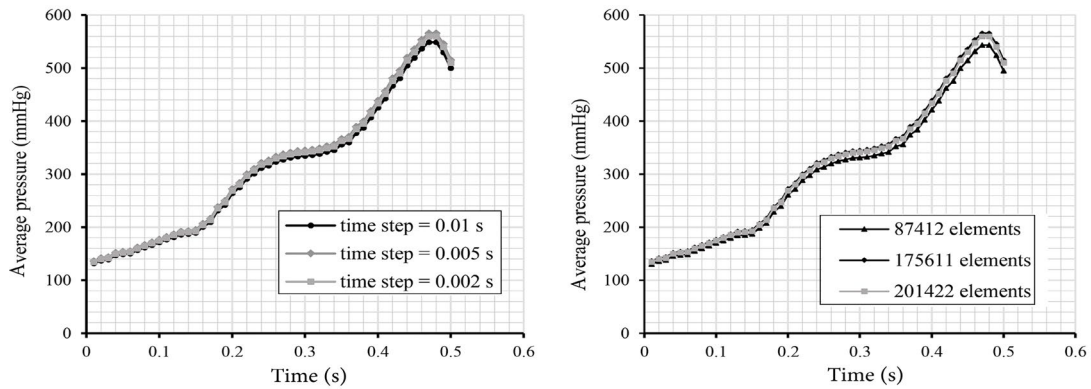 600
500
400
300
200
100
0
Average pressure (mmHg)
time step = 0.01 s
time step = 0.005 s
time step = 0.002 s
0 0.1 0.2 0.3 0.4 0.5 0.6
Time (s)
600
500
400
300
200
100
0
Average pressure (mmHg)
87412 elements
175611 elements
201422 elements
0 0.1 0.2 0.3 0.4 0.5 0.6
Time (s)